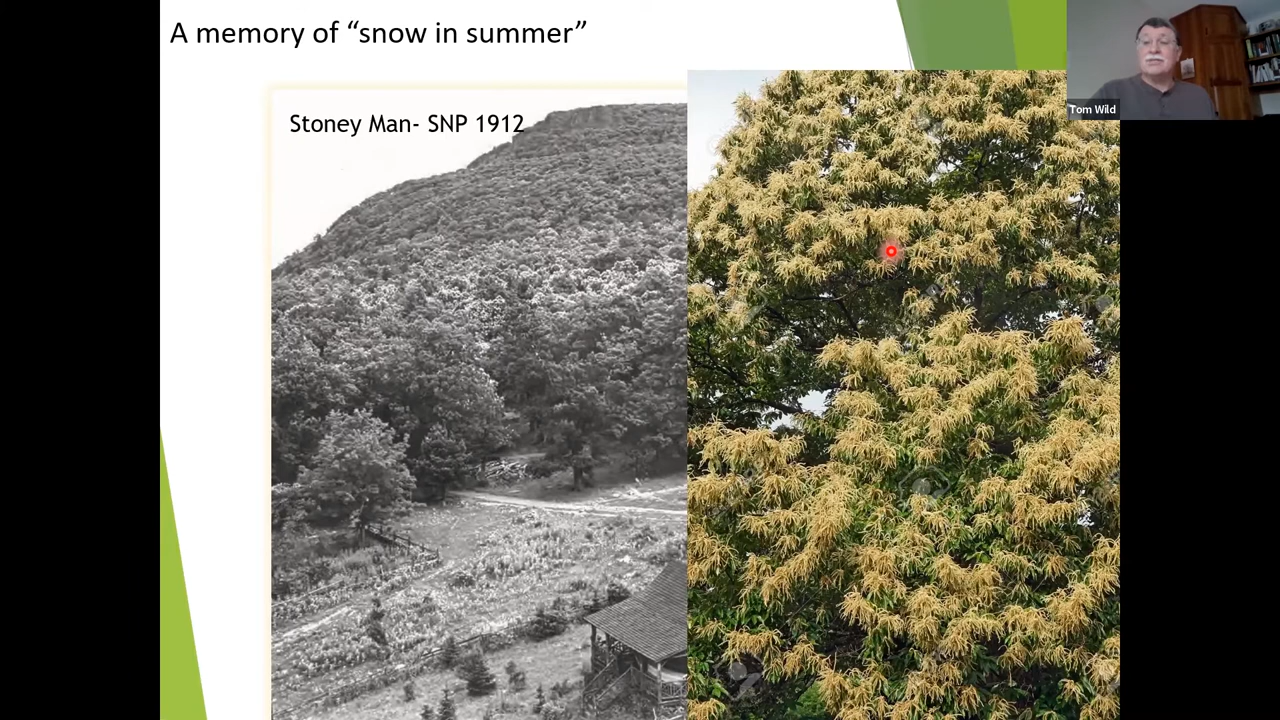 A memory of “snow in summer”
Stoney Man- SNP 1912
Tom Wild